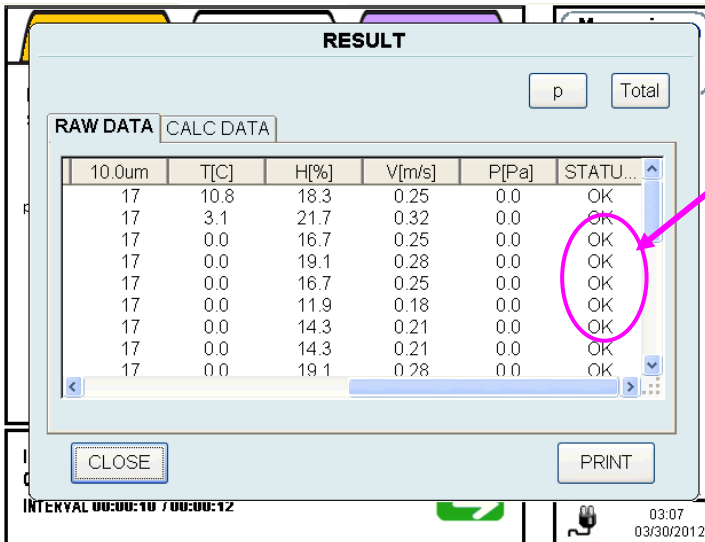 RESULT
p Total
RAW DATA CALC DATA
10.0um T[C] H[%] V[m/s] P[Pa] STATU...
17 10.8 18.3 0.25 0.0 OK
17 3.1 21.7 0.32 0.0 OK
17 0.0 16.7 0.25 0.0 OK
17 0.0 19.1 0.28 0.0 OK
17 0.0 16.7 0.25 0.0 OK
17 0.0 11.9 0.18 0.0 OK
17 0.0 14.3 0.21 0.0 OK
17 0.0 14.3 0.21 0.0 OK
17 0.0 19.1 0.28 0.0 OK
CLOSE PRINT
INTERVAL 00:00:10 / 00:00:12
03:07
03/30/2012